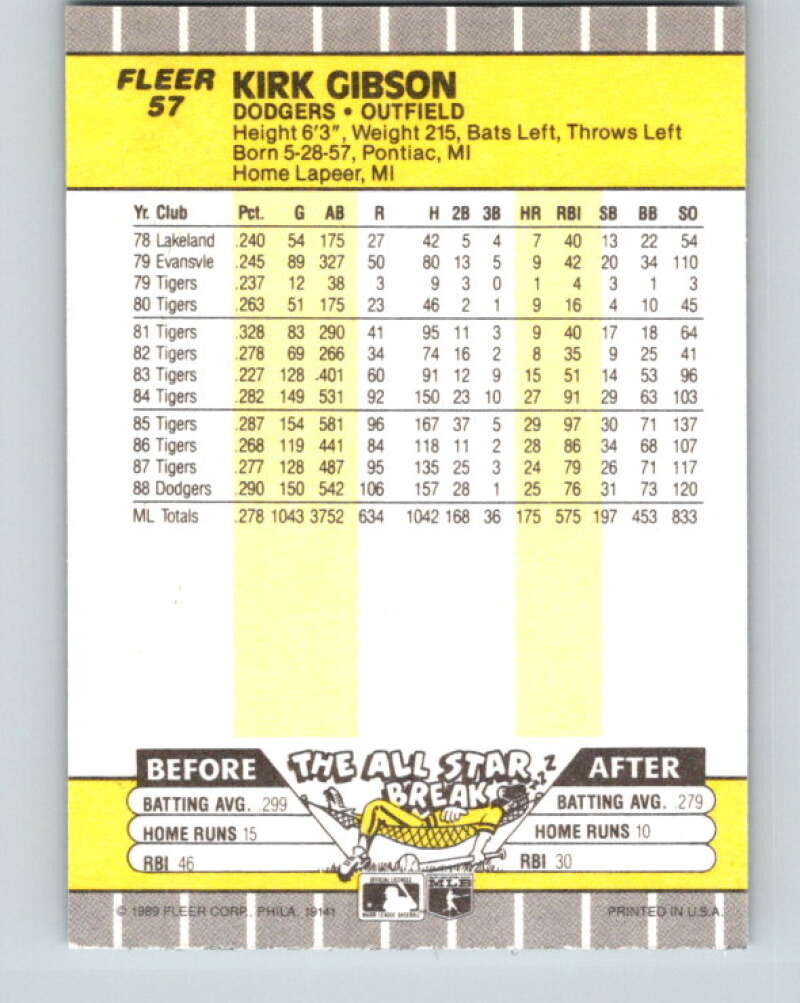 FLEER
57
KIRK GIBSON
DODGERS • OUTFIELD
Height 6'3", Weight 215, Bats Left, Throws Left
Born 5-28-57, Pontiac, MI
Home Lapeer, MI
Yr. Club Pct. G AB R H 2B 3B HR RBI SB BB SO
78 Lakeland .240 54 175 27 42 5 4 7 40 13 22 54
79 Evansvle .245 89 327 50 80 13 5 9 42 20 34 110
79 Tigers .237 12 38 3 9 3 0 1 4 3 1 3
80 Tigers .263 51 175 23 46 2 1 9 16 4 10 45
81 Tigers .328 83 290 41 95 11 3 9 40 17 18 64
82 Tigers .278 69 266 34 74 16 2 8 35 9 25 41
83 Tigers .227 128 .401 60 91 12 9 15 51 14 53 96
84 Tigers .282 149 531 92 150 23 10 27 91 29 63 103
85 Tigers .287 154 581 96 167 37 5 29 97 30 71 137
86 Tigers .268 119 441 84 118 11 2 28 86 34 68 107
87 Tigers .277 128 487 95 135 25 3 24 79 26 71 117
88 Dodgers .290 150 542 106 157 28 1 25 76 31 73 120
ML Totals .278 1043 3752 634 1042 168 36 175 575 197 453 833
THE ALL STAR
BREAK
ZZZ
BEFORE
BATTING AVG. .299
HOME RUNS 15
RBI 46
AFTER
BATTING AVG. .279
HOME RUNS 10
RBI 30
OFFICIAL LICENSEE
MAJOR LEAGUE BASEBALL
MLB
© 1989 FLEER CORP., PHILA. 19141
PRINTED IN U.S.A.